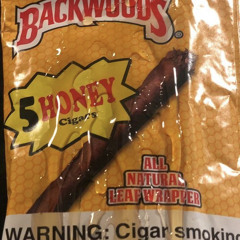 BACKWOODS
®
5 HONEY
Cigars
ALL
NATURAL
LEAF WRAPPER
WARNING: Cigar smoking